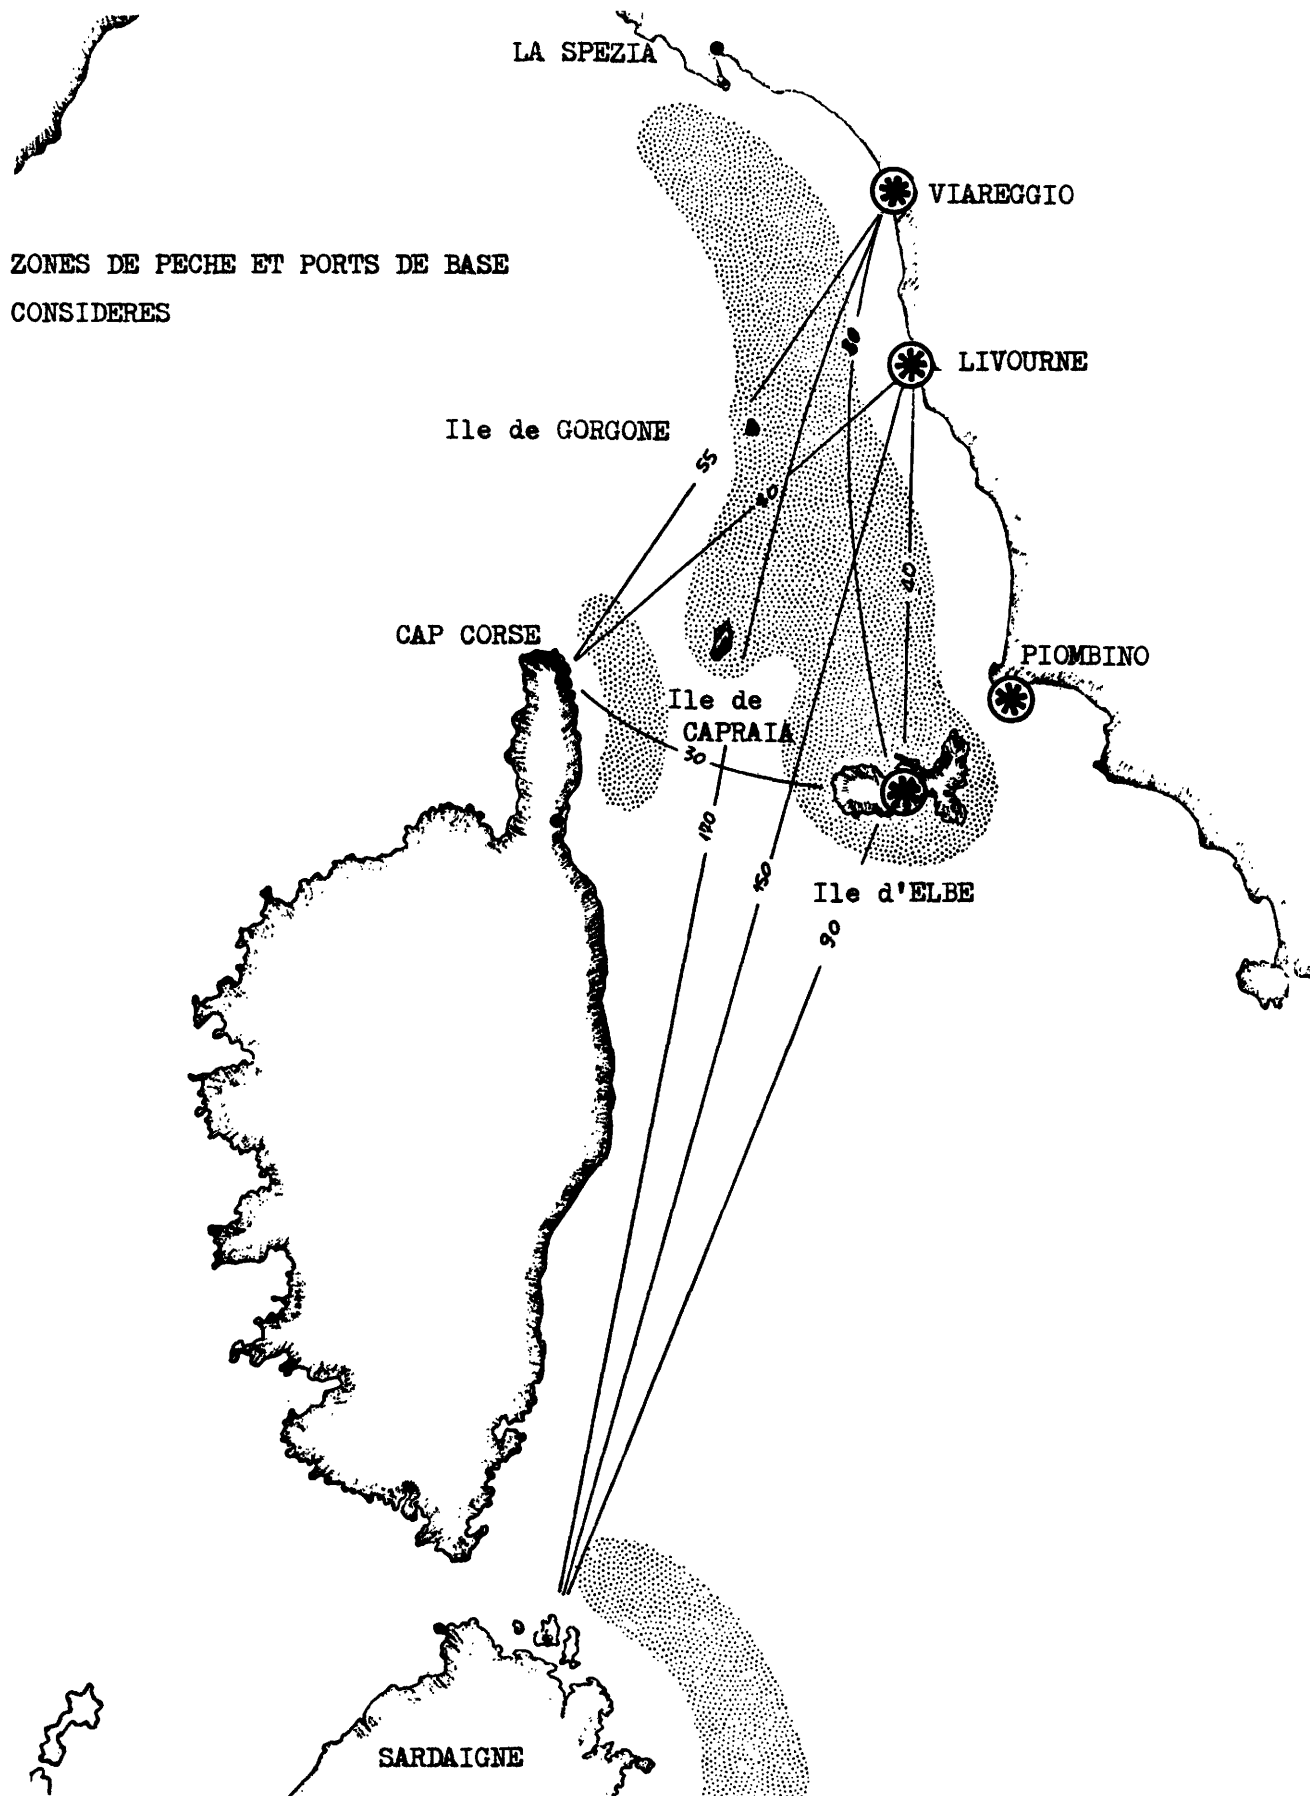 LA SPEZIA
VIAREGGIO
ZONES DE PECHE ET PORTS DE BASE
CONSIDERES
80
LIVOURNE
Ile de GORGONE
55
40
40
CAP CORSE
PIOMBINO
Ile de
CAPRAIA
30
170
150
Ile d'ELBE
90
SARDAIGNE